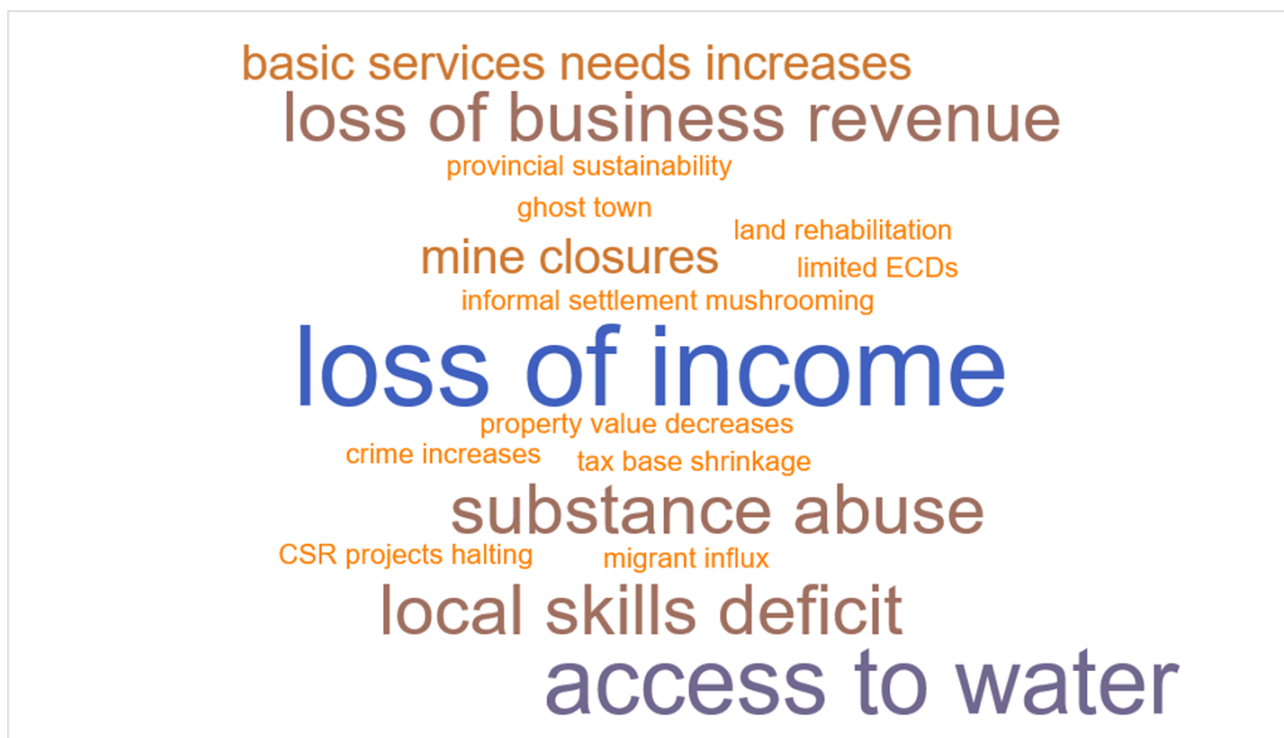 basic services needs increases
loss of business revenue
provincial sustainability
ghost town
land rehabilitation
mine closures
limited ECDs
informal settlement mushrooming
loss of income
property value decreases
crime increases
tax base shrinkage
substance abuse
CSR projects halting
migrant influx
local skills deficit
access to water